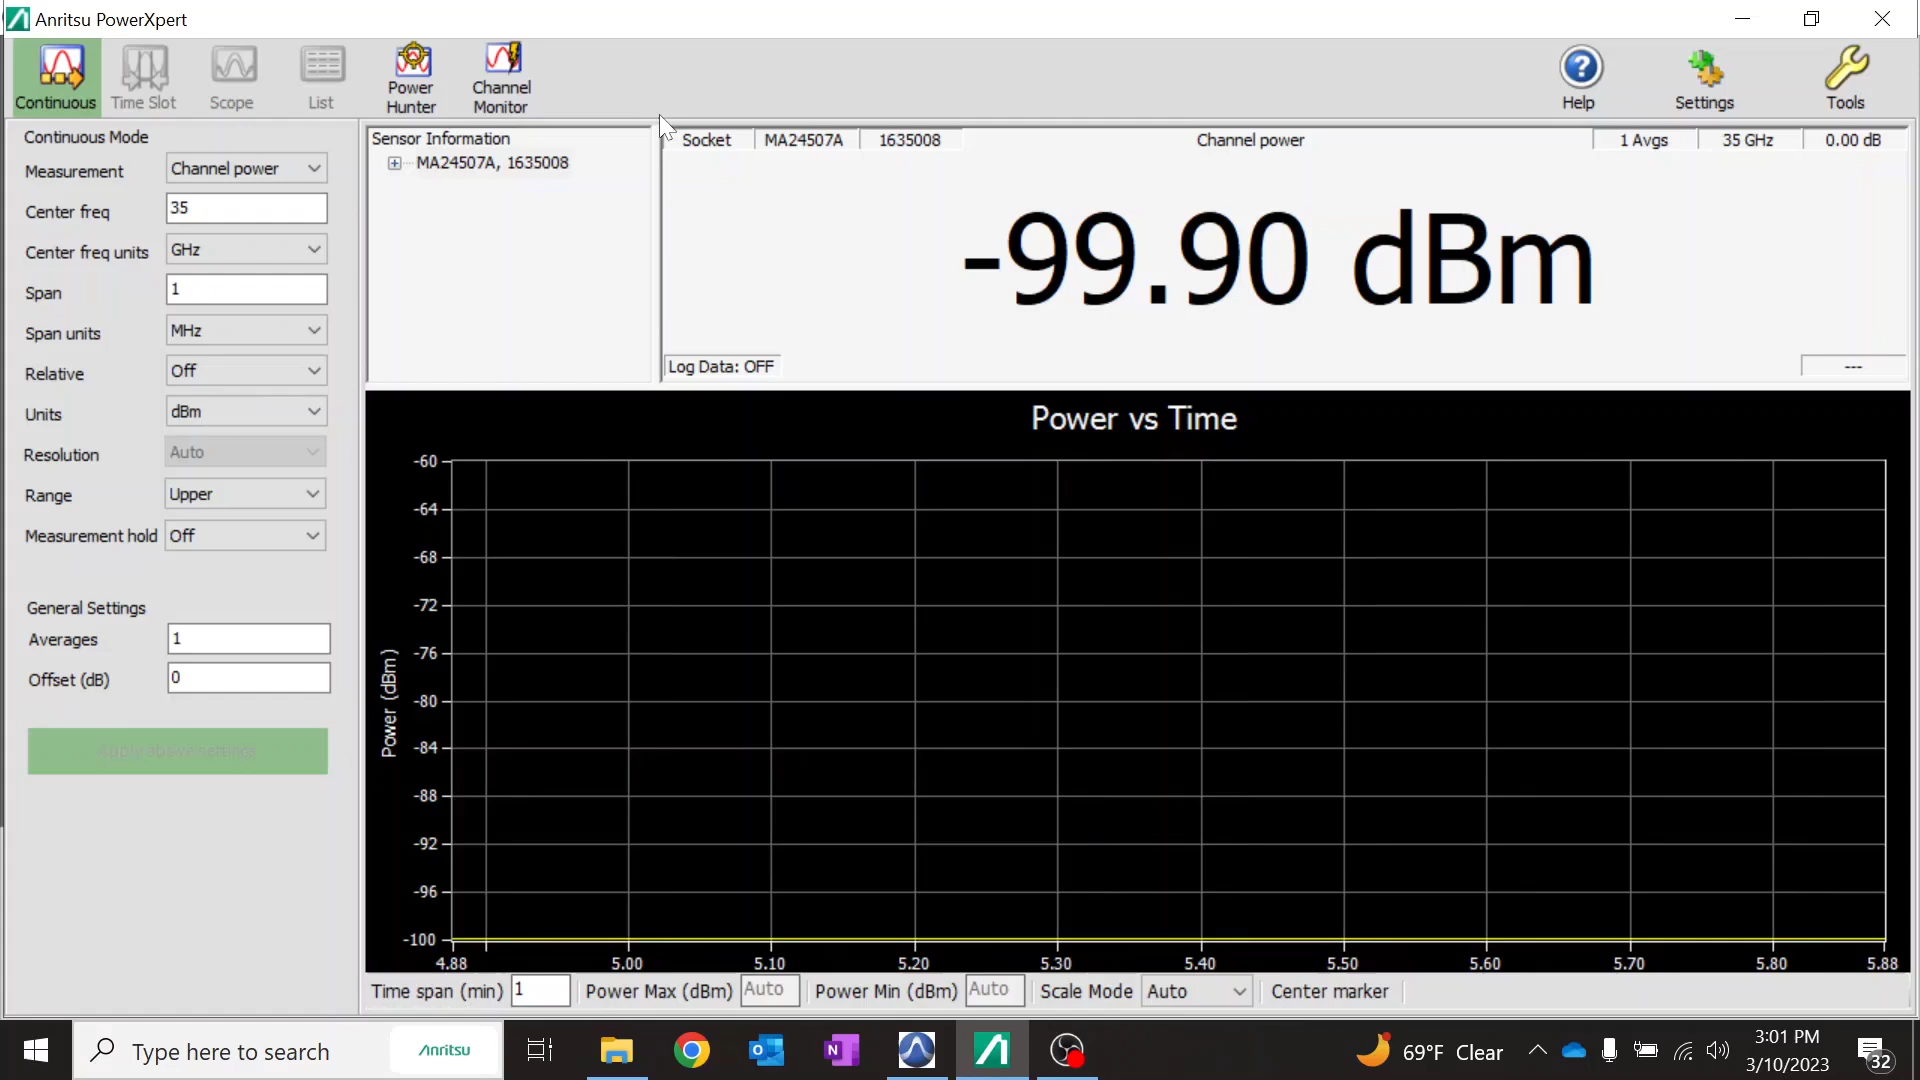 Anritsu PowerXpert
Continuous
Time Slot
Scope
List
Power
Hunter
Channel
Monitor
Help
Settings
Tools
Continuous Mode
Measurement Channel power
Center freq 35
Center freq units GHz
Span 1
Span units MHz
Relative Off
Units dBm
Resolution Auto
Range Upper
Measurement hold Off
General Settings
Averages 1
Offset (dB) 0
Apply above settings
Sensor Information
MA24507A, 1635008
Socket MA24507A 1635008 Channel power 1 Avgs 35 GHz 0.00 dB
-99.90 dBm
Log Data: OFF ---
Power vs Time
Power (dBm)
-60
-64
-68
-72
-76
-80
-84
-88
-92
-96
-100
4.88 5.00 5.10 5.20 5.30 5.40 5.50 5.60 5.70 5.80 5.88
Time span (min) 1 Power Max (dBm) Auto Power Min (dBm) Auto Scale Mode Auto Center marker
Type here to search Anritsu
69°F Clear
3:01 PM
3/10/2023
32